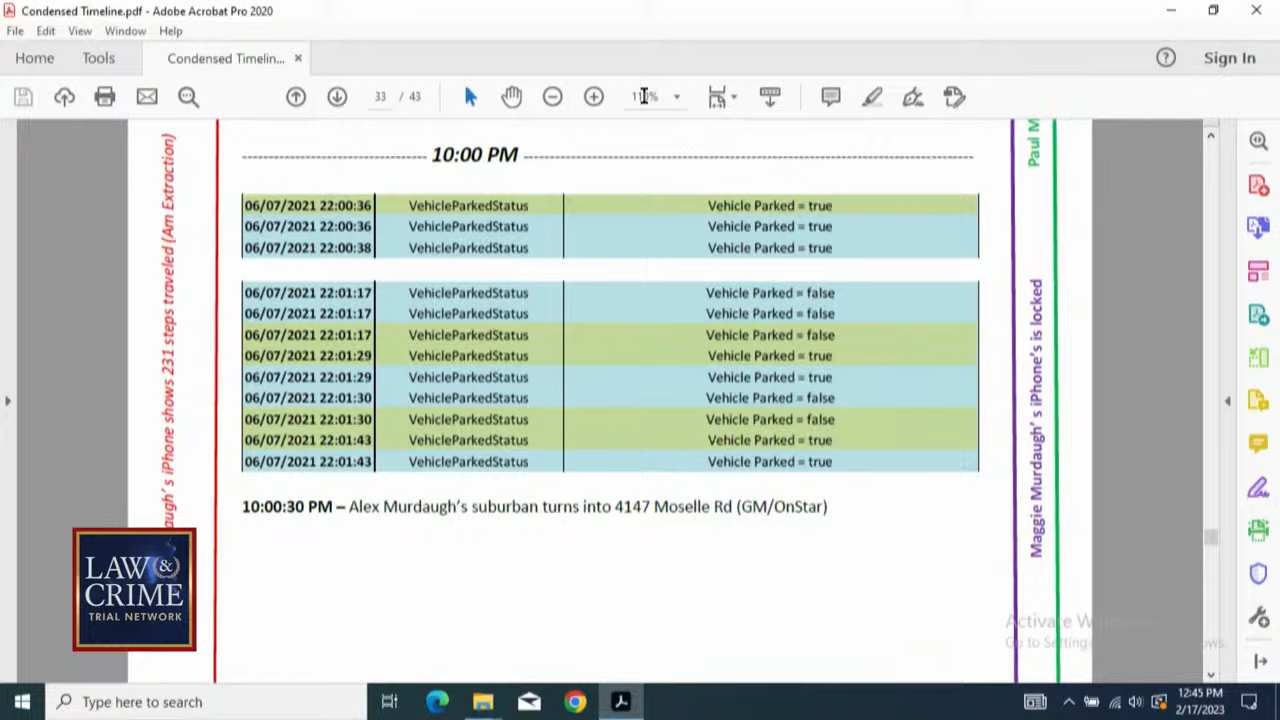 Condensed Timeline.pdf - Adobe Acrobat Pro 2020
File Edit View Window Help
Home Tools Condensed Timelin... Sign In
33 / 43
10:00 PM
06/07/2021 22:00:36 VehicleParkedStatus Vehicle Parked = true
06/07/2021 22:00:36 VehicleParkedStatus Vehicle Parked = true
06/07/2021 22:00:38 VehicleParkedStatus Vehicle Parked = true
06/07/2021 22:01:17 VehicleParkedStatus Vehicle Parked = false
06/07/2021 22:01:17 VehicleParkedStatus Vehicle Parked = false
06/07/2021 22:01:17 VehicleParkedStatus Vehicle Parked = false
06/07/2021 22:01:29 VehicleParkedStatus Vehicle Parked = true
06/07/2021 22:01:29 VehicleParkedStatus Vehicle Parked = true
06/07/2021 22:01:30 VehicleParkedStatus Vehicle Parked = false
06/07/2021 22:01:30 VehicleParkedStatus Vehicle Parked = false
06/07/2021 22:01:43 VehicleParkedStatus Vehicle Parked = true
06/07/2021 22:01:43 VehicleParkedStatus Vehicle Parked = true
10:00:30 PM – Alex Murdaugh's suburban turns into 4147 Moselle Rd (GM/OnStar)
augh's iPhone shows 231 steps traveled (Am Extraction)
Maggie Murdaugh' s iPhone's is locked
Paul M
LAW &
CRIME
TRIAL NETWORK
Activate
Go to
Type here to search
12:45 PM
2/17/2023